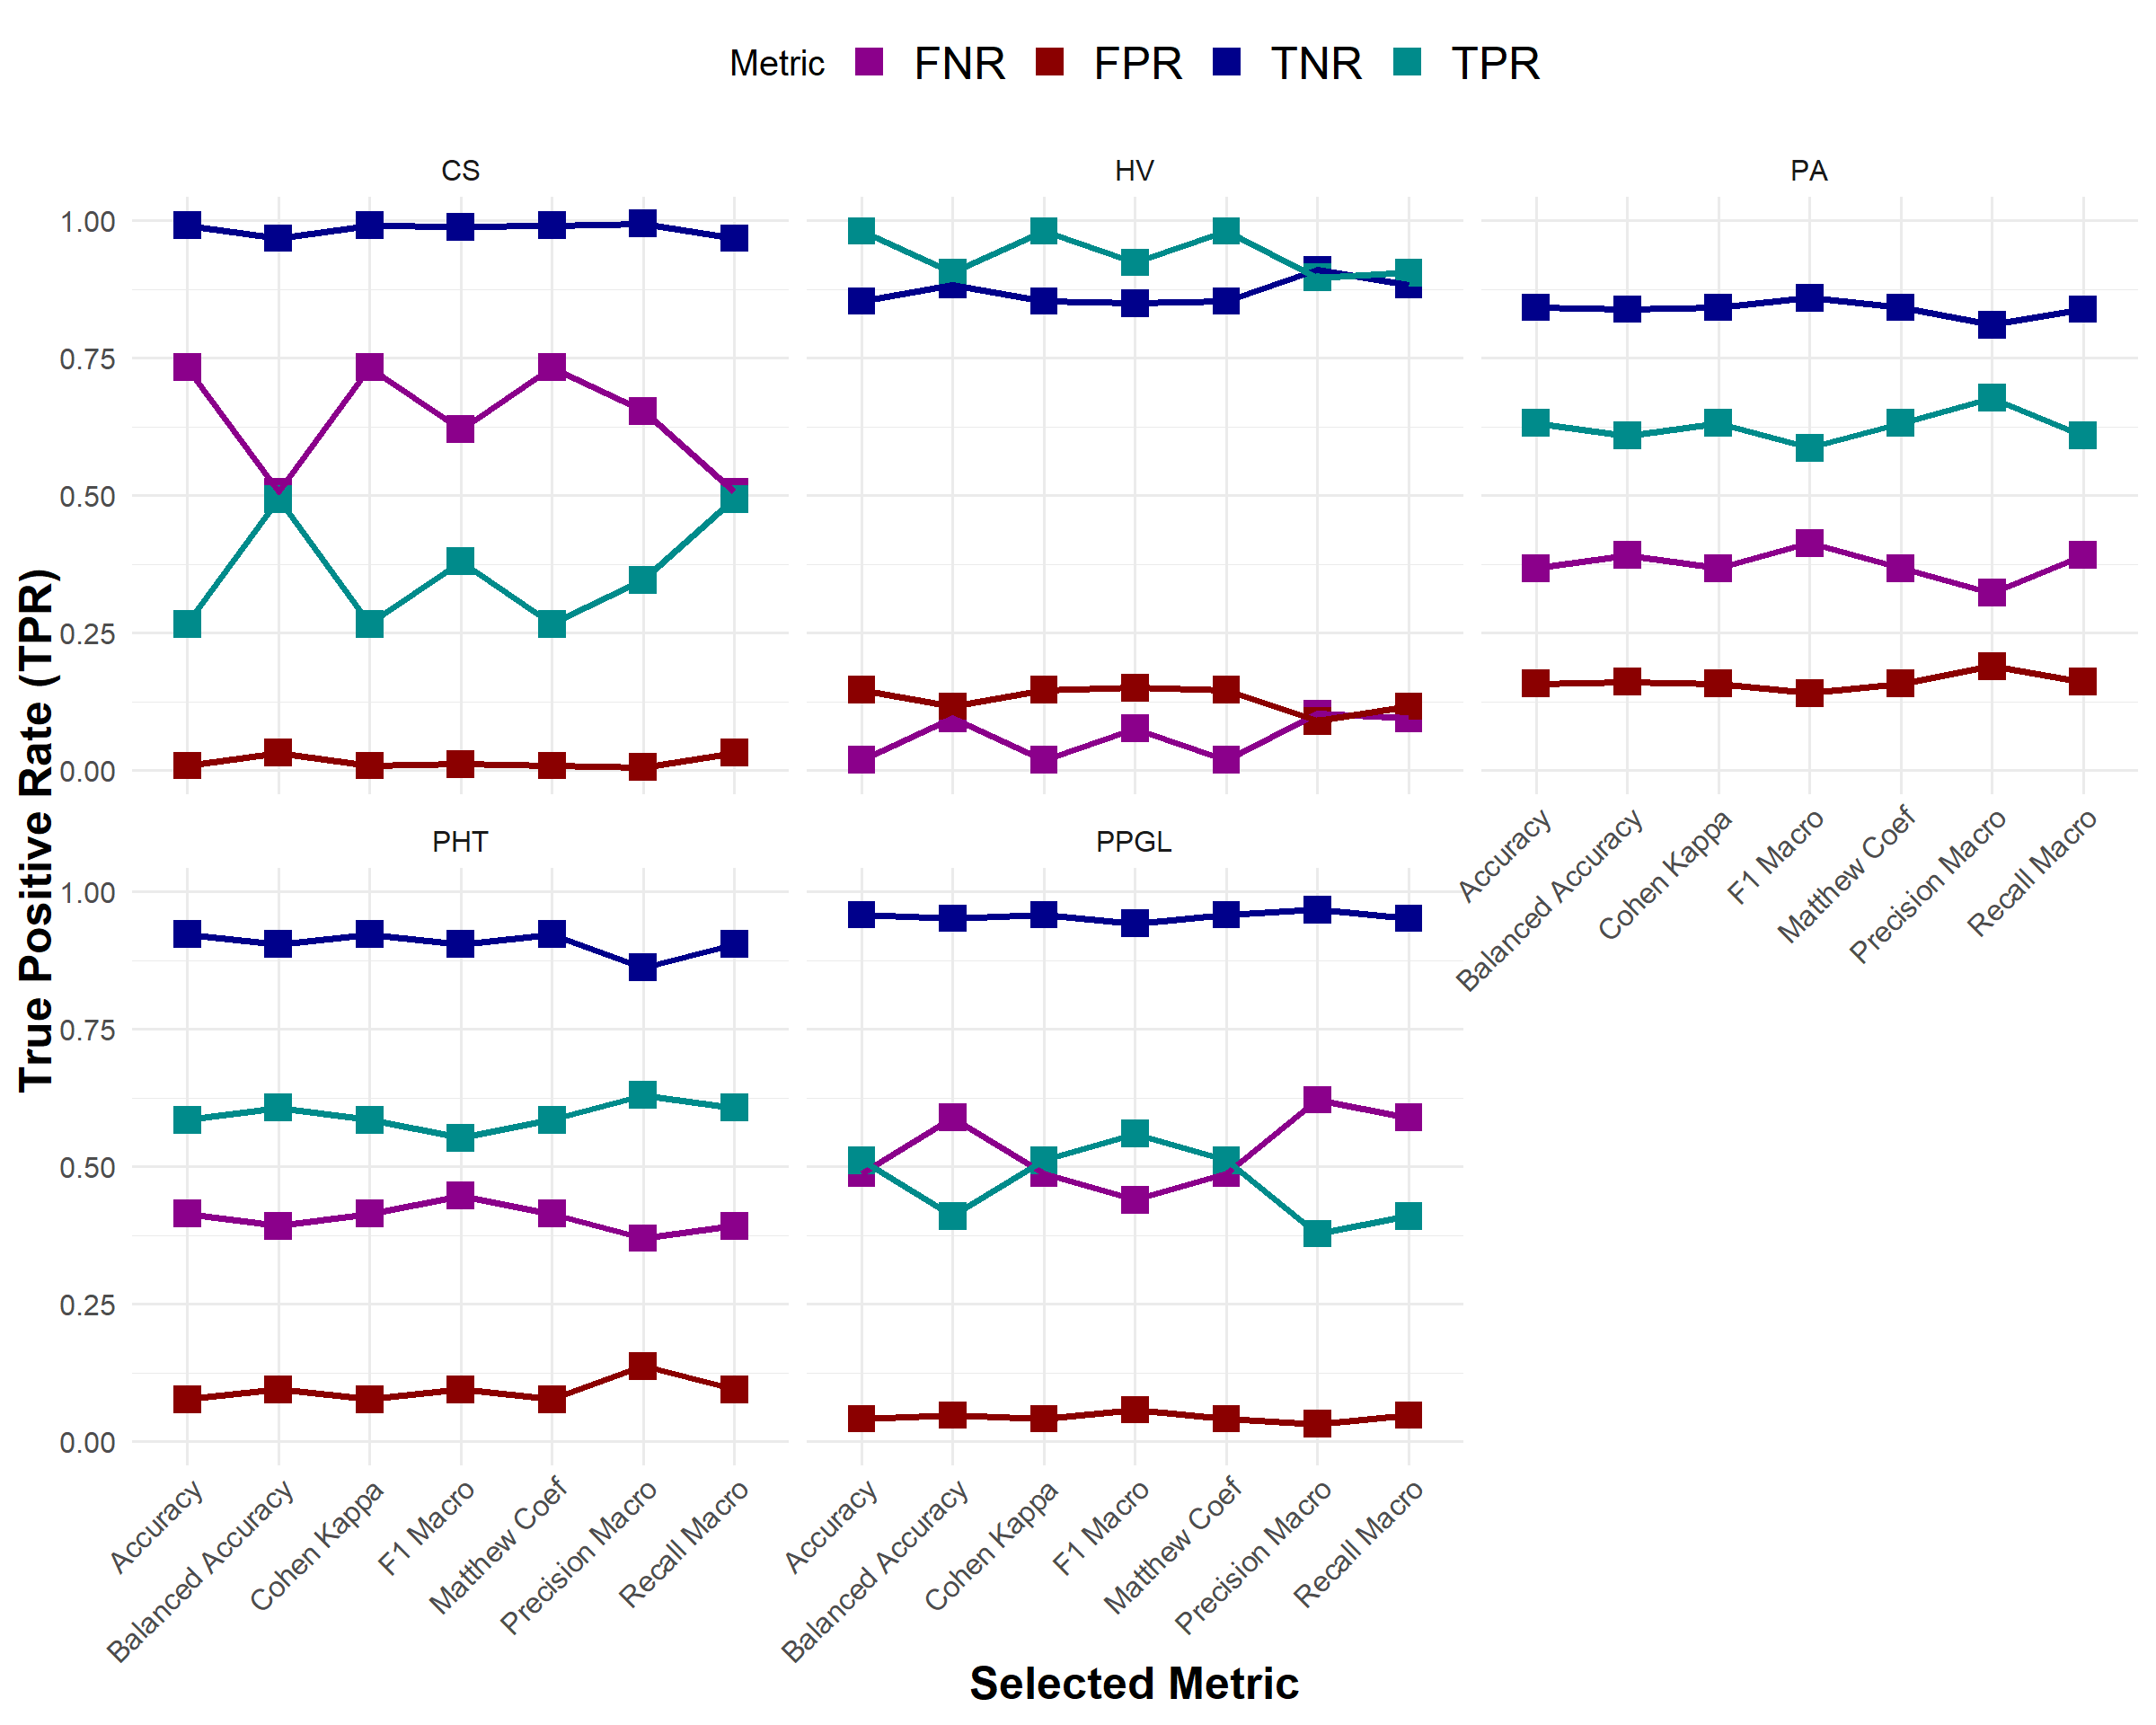 Metric FNR FPR TNR TPR
CS HV PA
1.00
0.75
0.50
0.25
0.00
True Positive Rate (TPR)
Accuracy
Balanced Accuracy
Cohen Kappa
F1 Macro
Matthew Coef
Precision Macro
Recall Macro
PHT PPGL
1.00
0.75
0.50
0.25
0.00
Accuracy
Balanced Accuracy
Cohen Kappa
F1 Macro
Matthew Coef
Precision Macro
Recall Macro
Accuracy
Balanced Accuracy
Cohen Kappa
F1 Macro
Matthew Coef
Precision Macro
Recall Macro
Selected Metric